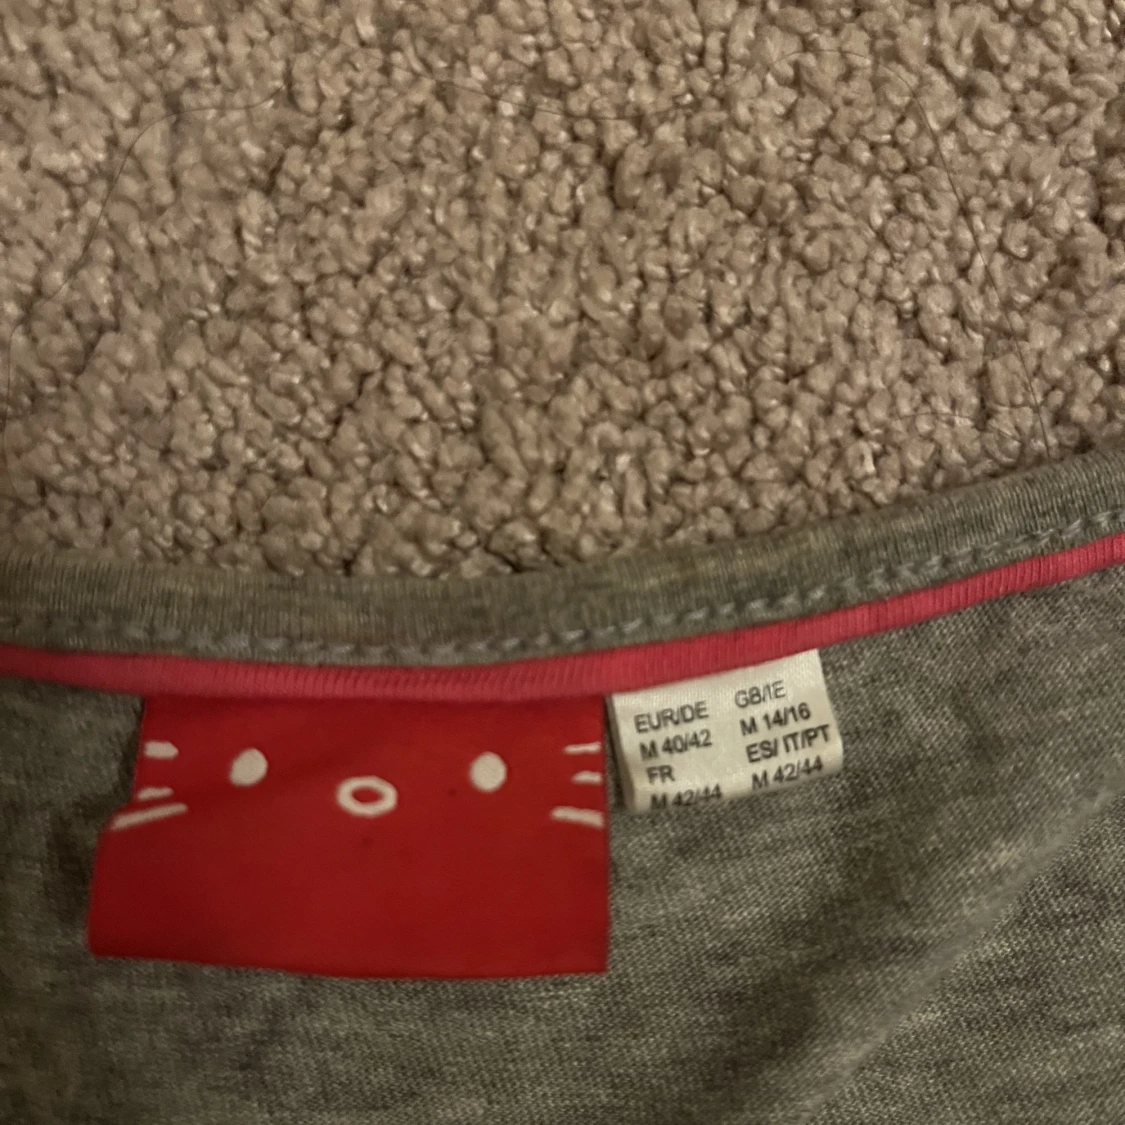 EUR/DE
M 40/42
FR
M 42/44
GB/IE
M 14/16
ES/ IT/PT
M 42/44